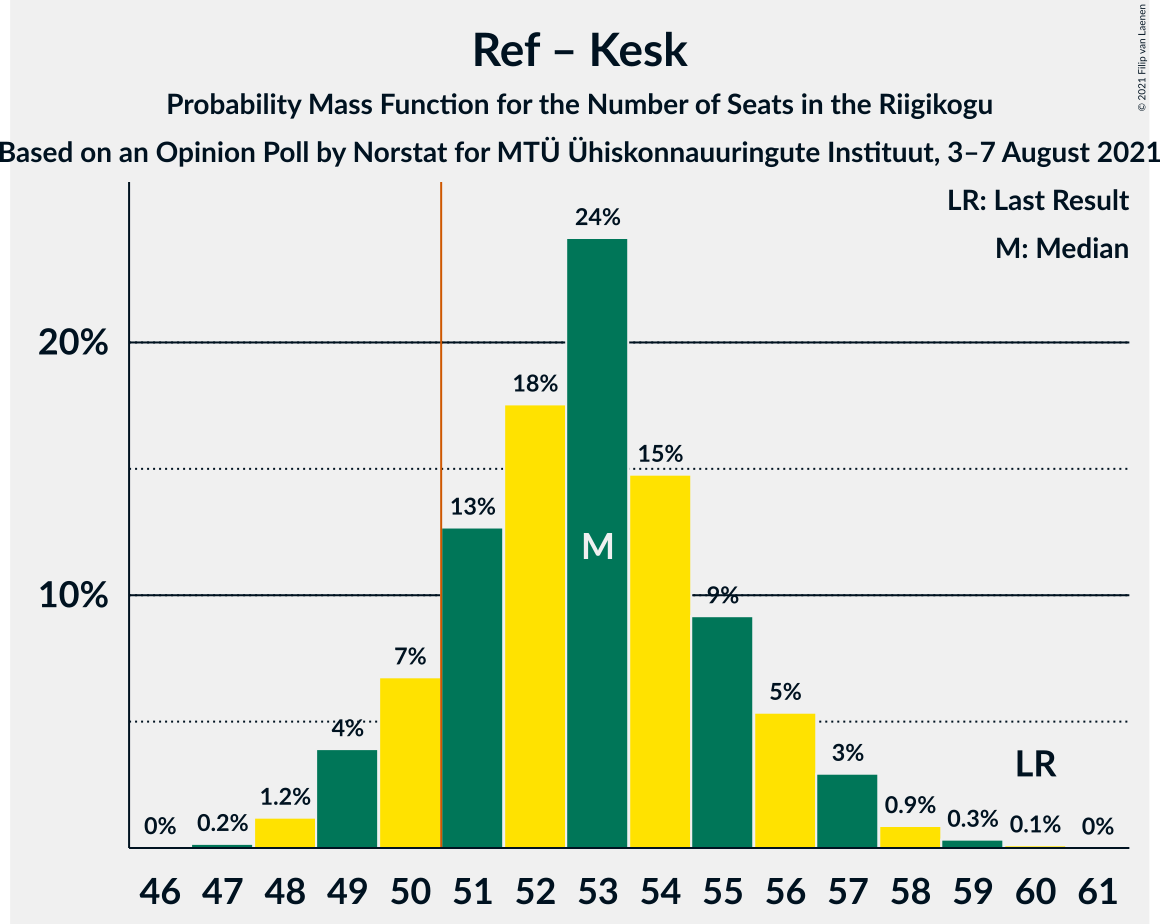 Ref – Kesk
Probability Mass Function for the Number of Seats in the Riigikogu
Based on an Opinion Poll by Norstat for MTÜ Ühiskonnauuringute Instituut, 3–7 August 2021
© 2021 Filip van Laenen
LR: Last Result
M: Median
24%
20%
18%
15%
13%
M
10%
9%
7%
5%
4%
3%
LR
1.2%
0.9%
0% 0.2% 0.3% 0.1% 0%
46 47 48 49 50 51 52 53 54 55 56 57 58 59 60 61